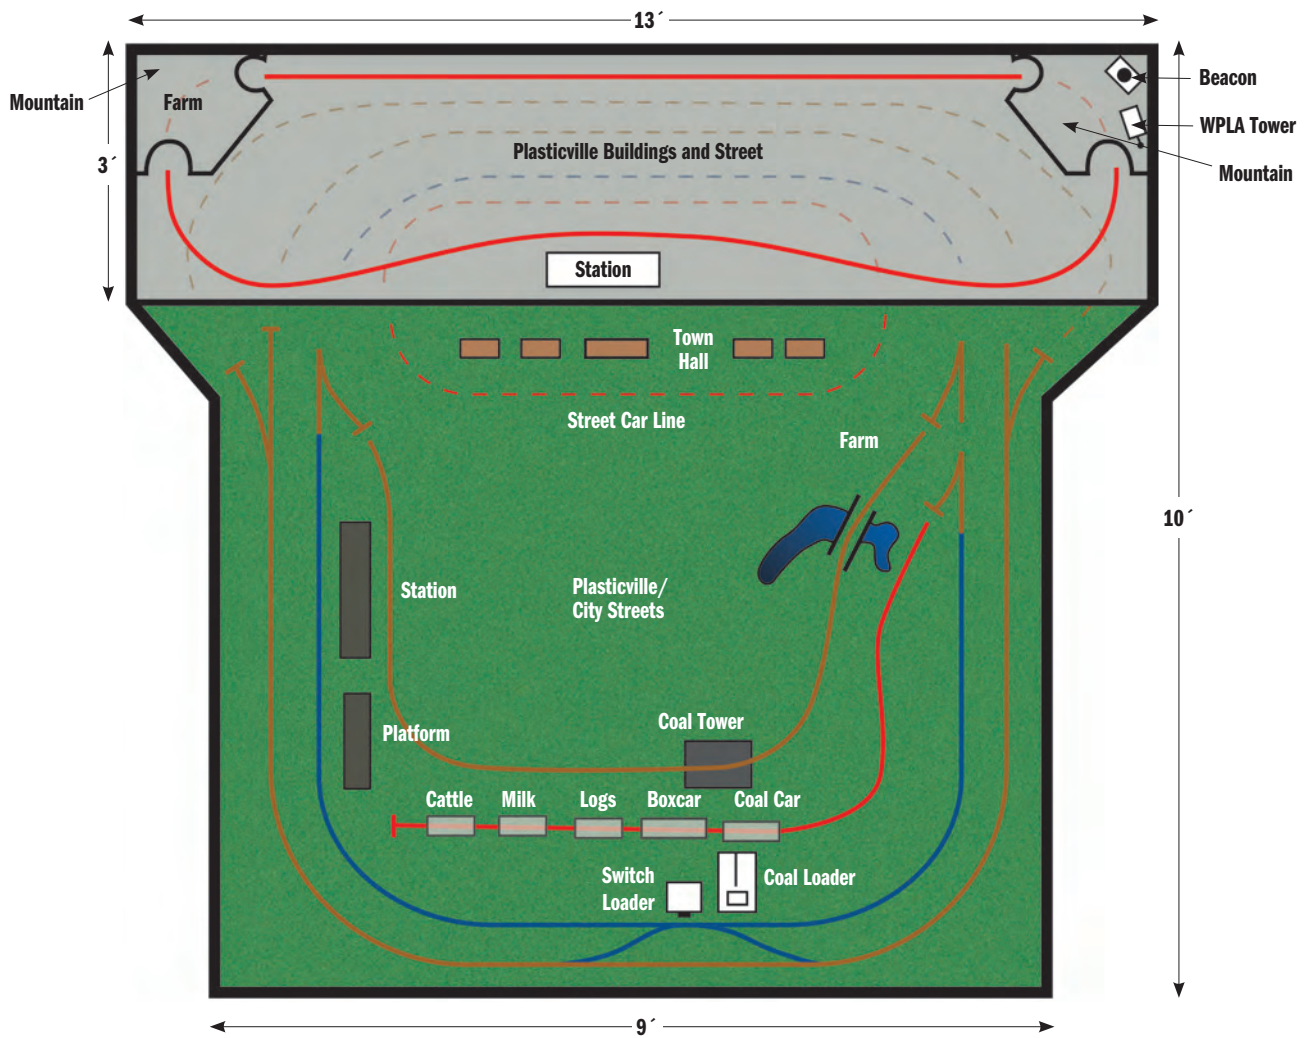 13´
Mountain
Farm
Beacon
WPLA Tower
Mountain
3´
Plasticville Buildings and Street
Station
Town
Hall
Street Car Line
Farm
10´
Station
Plasticville/
City Streets
Platform
Coal Tower
Cattle
Milk
Logs
Boxcar
Coal Car
Switch
Loader
Coal Loader
9´